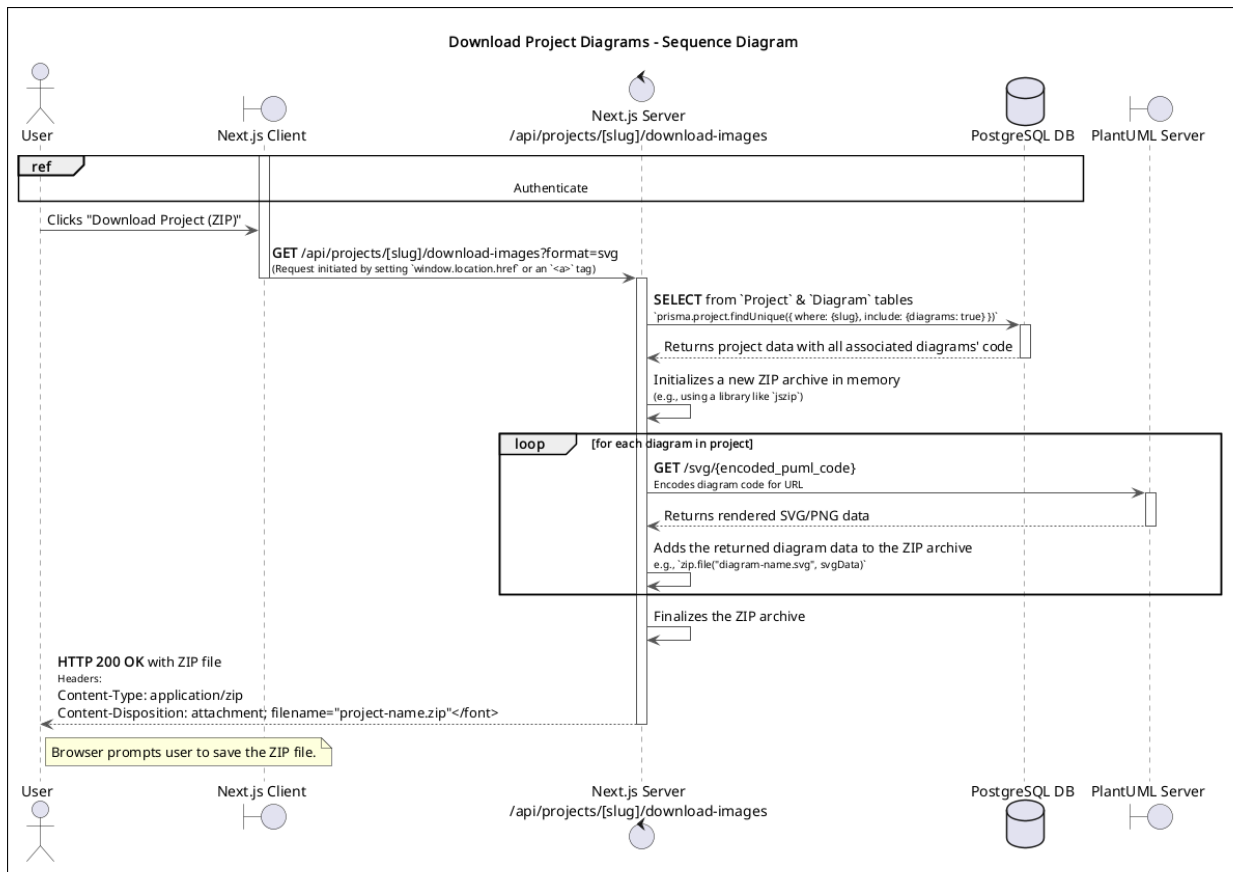 Download Project Diagrams - Sequence Diagram
User
Next.js Client
Next.js Server
/api/projects/[slug]/download-images
PostgreSQL DB
PlantUML Server
ref
Authenticate
Clicks "Download Project (ZIP)"
GET /api/projects/[slug]/download-images?format=svg
(Request initiated by setting `window.location.href` or an `<a>` tag)
SELECT from `Project` & `Diagram` tables
`prisma.project.findUnique({ where: {slug}, include: {diagrams: true} })`
Returns project data with all associated diagrams' code
Initializes a new ZIP archive in memory
(e.g., using a library like `jszip`)
loop
[for each diagram in project]
GET /svg/{encoded_puml_code}
Encodes diagram code for URL
Returns rendered SVG/PNG data
Adds the returned diagram data to the ZIP archive
e.g., `zip.file("diagram-name.svg", svgData)`
Finalizes the ZIP archive
HTTP 200 OK with ZIP file
Headers:
Content-Type: application/zip
Content-Disposition: attachment; filename="project-name.zip"</font>
Browser prompts user to save the ZIP file.
User
Next.js Client
Next.js Server
/api/projects/[slug]/download-images
PostgreSQL DB
PlantUML Server